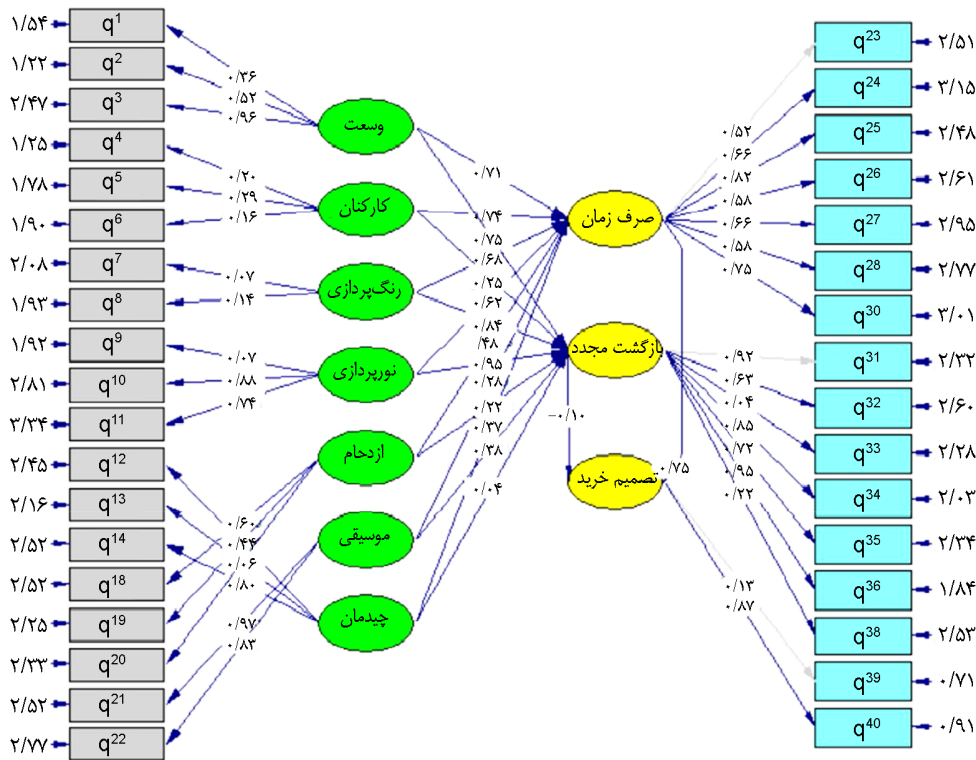 ۱/۵۴ q1
۱/۲۲ q2
۲/۴۷ q3
۱/۲۵ q4
۱/۷۸ q5
۱/۹۰ q6
۲/۰۸ q7
۱/۹۳ q8
۱/۹۲ q9
۲/۸۱ q10
۳/۳۴ q11
۲/۴۵ q12
۲/۱۶ q13
۲/۵۲ q14
۲/۵۲ q18
۲/۲۵ q19
۲/۳۳ q20
۲/۵۲ q21
۲/۷۷ q22
۰/۳۶
۰/۵۲
۰/۹۶
۰/۲۰
۰/۲۹
۰/۱۶
۰/۰۷
۰/۱۴
۰/۰۷
۰/۸۸
۰/۷۴
۰/۶۰
۰/۴۴
۰/۰۶
۰/۸۰
۰/۹۷
۰/۸۳
وسعت
کارکنان
رنگ‌پردازی
نورپردازی
ازدحام
موسیقی
چیدمان
۰/۷۱
۰/۷۴
۰/۷۵
۰/۶۸
۰/۲۵
۰/۶۲
۰/۸۴
۰/۴۸
۰/۹۵
۰/۲۸
۰/۲۲
۰/۳۷
۰/۳۸
۰/۰۴
صرف زمان
بازگشت مجدد
تصمیم خرید
−۰/۱۰
۰/۷۵
۰/۵۲
۰/۶۶
۰/۸۲
۰/۵۸
۰/۶۶
۰/۵۸
۰/۷۵
۰/۹۲
۰/۶۳
۰/۰۴
۰/۸۵
۰/۷۲
۰/۹۵
۰/۲۲
۰/۱۳
۰/۸۷
q23 ۲/۵۱
q24 ۳/۱۵
q25 ۲/۴۸
q26 ۲/۶۱
q27 ۲/۹۵
q28 ۲/۷۷
q30 ۳/۰۱
q31 ۲/۳۲
q32 ۲/۶۰
q33 ۲/۲۸
q34 ۲/۰۳
q35 ۲/۳۴
q36 ۱/۸۴
q38 ۲/۵۳
q39 ۰/۷۱
q40 ۰/۹۱